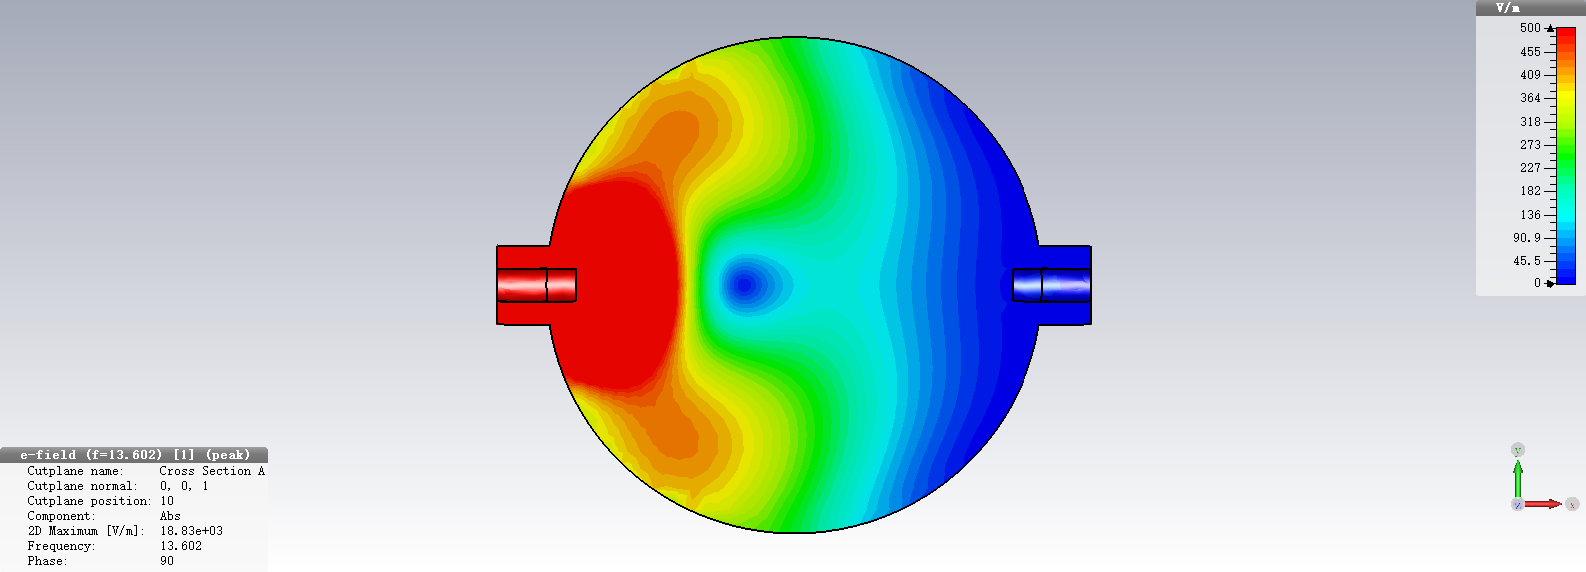 V/m
500
455
409
364
318
273
227
182
136
90.9
45.5
0
e-field (f=13.602) [1] (peak)
Cutplane name: Cross Section A
Cutplane normal: 0, 0, 1
Cutplane position: 10
Component: Abs
2D Maximum [V/m]: 18.83e+03
Frequency: 13.602
Phase: 90
Y
Z
x